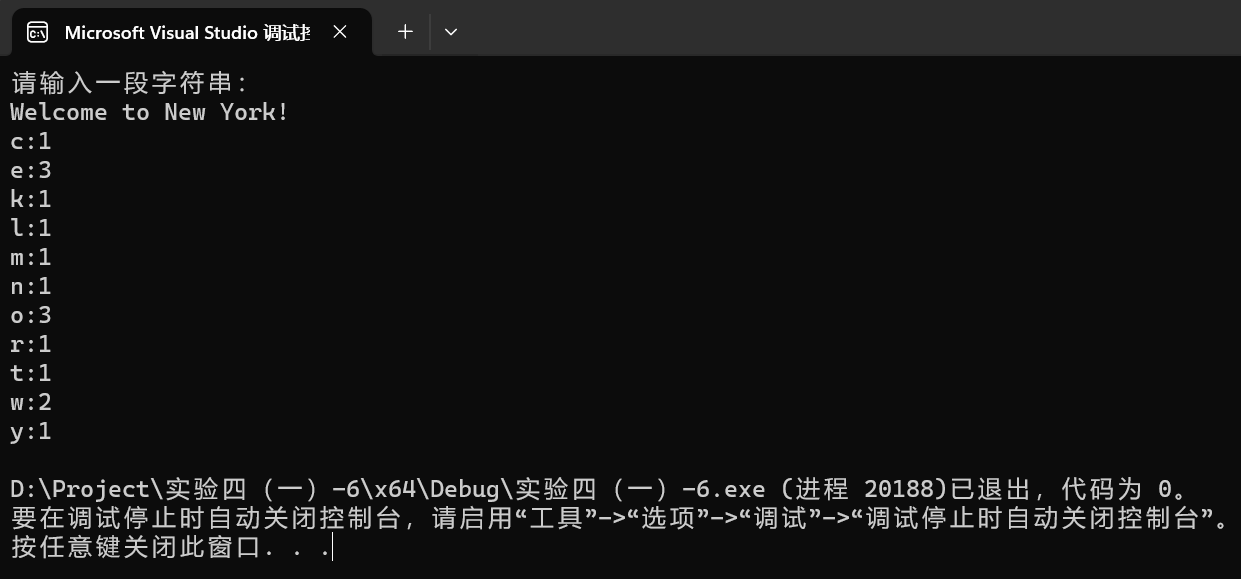 Microsoft Visual Studio 调试
请输入一段字符串：
Welcome to New York!
c:1
e:3
k:1
l:1
m:1
n:1
o:3
r:1
t:1
w:2
y:1
D:\Project\实验四（一）-6\x64\Debug\实验四（一）-6.exe (进程 20188)已退出，代码为 0。
要在调试停止时自动关闭控制台，请启用“工具”->“选项”->“调试”->“调试停止时自动关闭控制台”。
按任意键关闭此窗口. . .